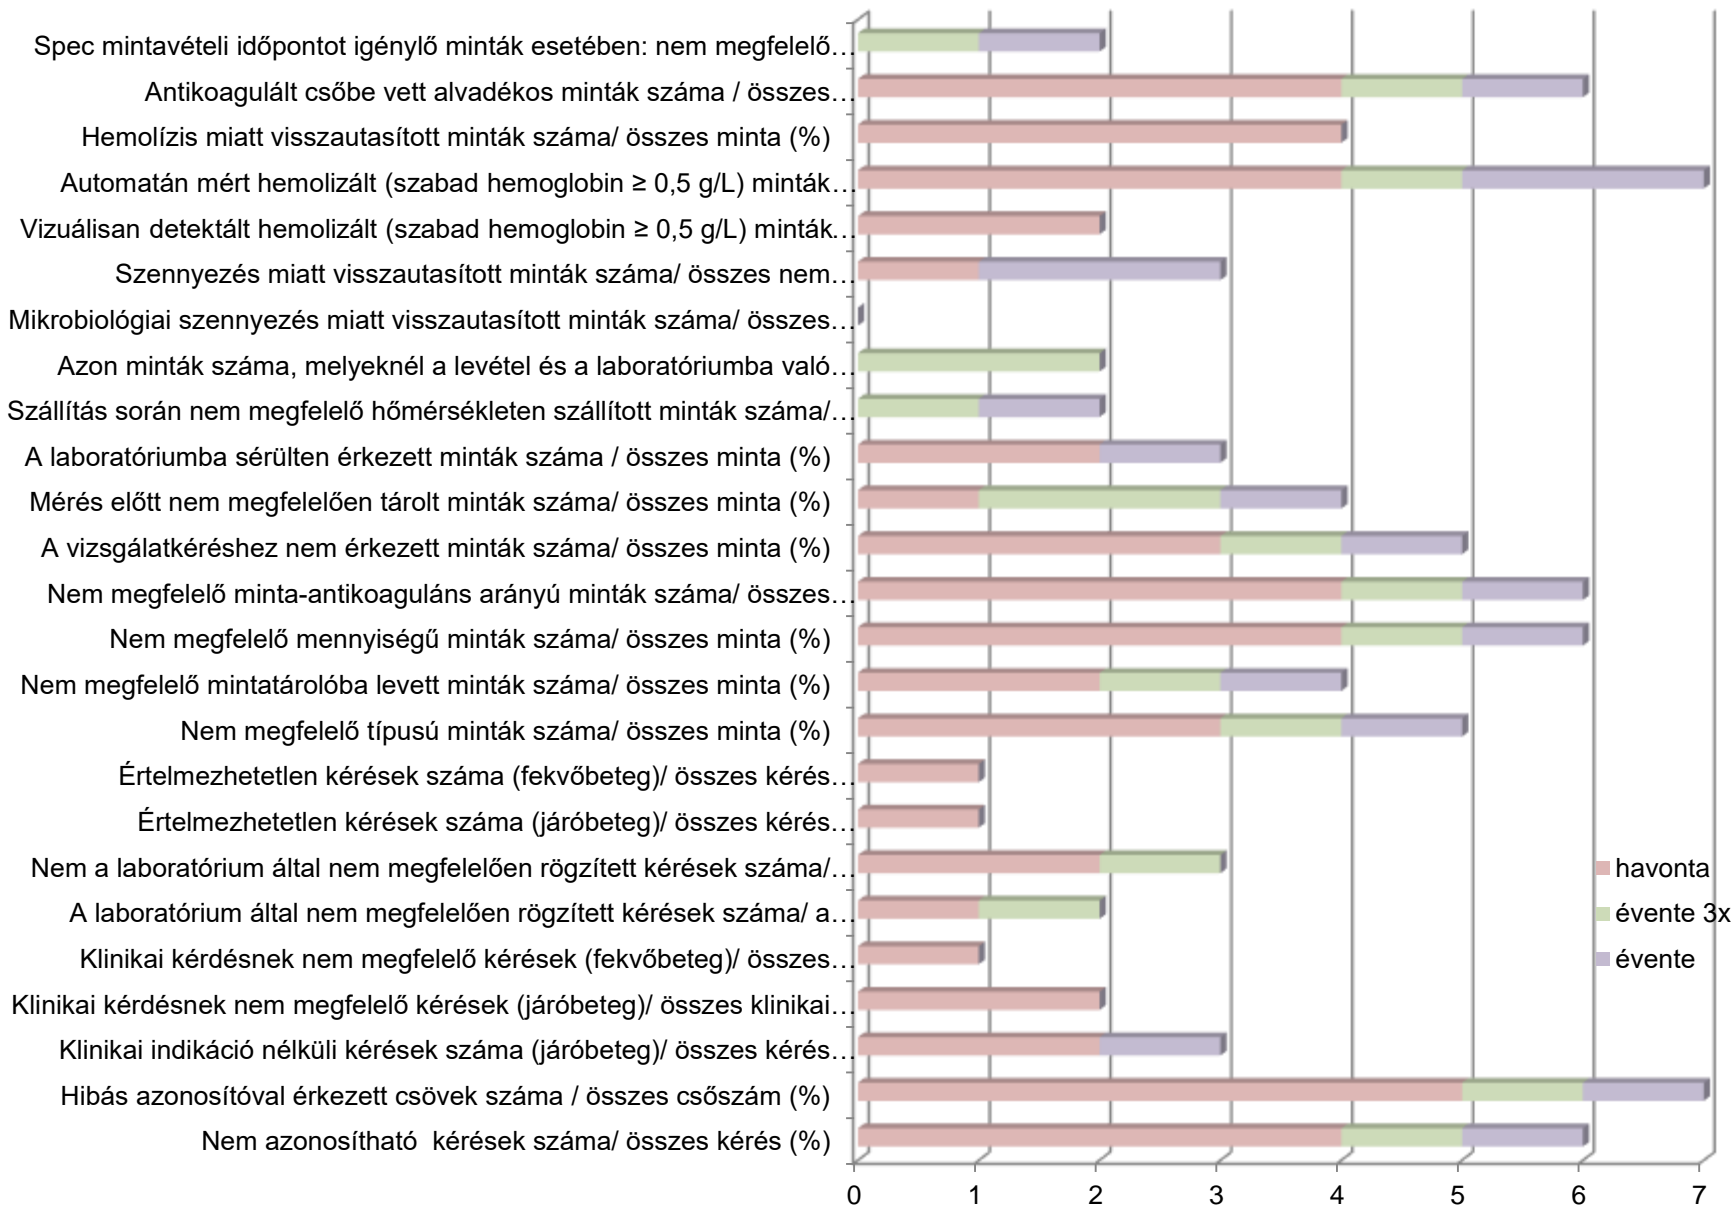 Spec mintavételi időpontot igénylő minták esetében: nem megfelelő…
Antikoagulált csőbe vett alvadékos minták száma / összes…
Hemolízis miatt visszautasított minták száma/ összes minta (%)
Automatán mért hemolizált (szabad hemoglobin ≥ 0,5 g/L) minták…
Vizuálisan detektált hemolizált (szabad hemoglobin ≥ 0,5 g/L) minták…
Szennyezés miatt visszautasított minták száma/ összes nem…
Mikrobiológiai szennyezés miatt visszautasított minták száma/ összes…
Azon minták száma, melyeknél a levétel és a laboratóriumba való…
Szállítás során nem megfelelő hőmérsékleten szállított minták száma/…
A laboratóriumba sérülten érkezett minták száma / összes minta (%)
Mérés előtt nem megfelelően tárolt minták száma/ összes minta (%)
A vizsgálatkéréshez nem érkezett minták száma/ összes minta (%)
Nem megfelelő minta-antikoaguláns arányú minták száma/ összes…
Nem megfelelő mennyiségű minták száma/ összes minta (%)
Nem megfelelő mintatárolóba levett minták száma/ összes minta (%)
Nem megfelelő típusú minták száma/ összes minta (%)
Értelmezhetetlen kérések száma (fekvőbeteg)/ összes kérés…
Értelmezhetetlen kérések száma (járóbeteg)/ összes kérés…
Nem a laboratórium által nem megfelelően rögzített kérések száma/…
A laboratórium által nem megfelelően rögzített kérések száma/ a…
Klinikai kérdésnek nem megfelelő kérések (fekvőbeteg)/ összes…
Klinikai kérdésnek nem megfelelő kérések (járóbeteg)/ összes klinikai…
Klinikai indikáció nélküli kérések száma (járóbeteg)/ összes kérés…
Hibás azonosítóval érkezett csövek száma / összes csőszám (%)
Nem azonosítható  kérések száma/ összes kérés (%)
havonta
évente 3x
évente
0 1 2 3 4 5 6 7